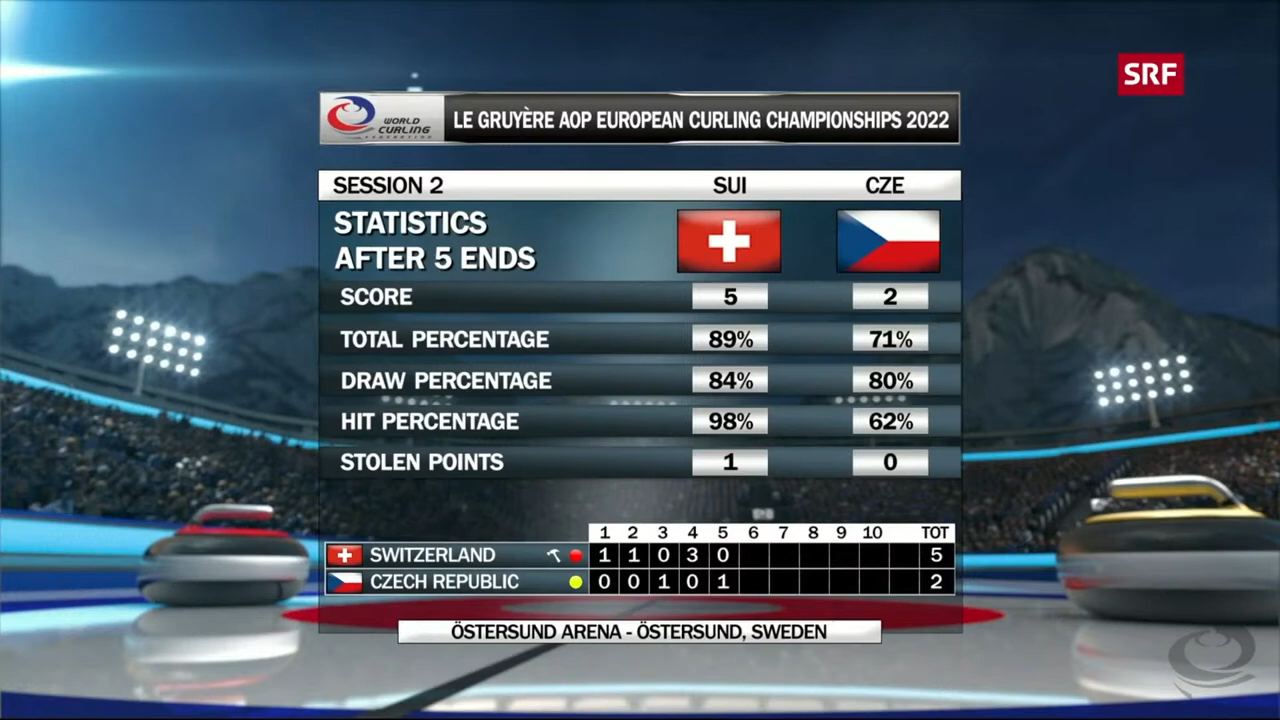 SRF
WORLD
CURLING
FEDERATION
LE GRUYÈRE AOP EUROPEAN CURLING CHAMPIONSHIPS 2022
SESSION 2 SUI CZE
STATISTICS
AFTER 5 ENDS
SCORE 5 2
TOTAL PERCENTAGE 89% 71%
DRAW PERCENTAGE 84% 80%
HIT PERCENTAGE 98% 62%
STOLEN POINTS 1 0
1 2 3 4 5 6 7 8 9 10 TOT
SWITZERLAND 1 1 0 3 0 5
CZECH REPUBLIC 0 0 1 0 1 2
ÖSTERSUND ARENA - ÖSTERSUND, SWEDEN